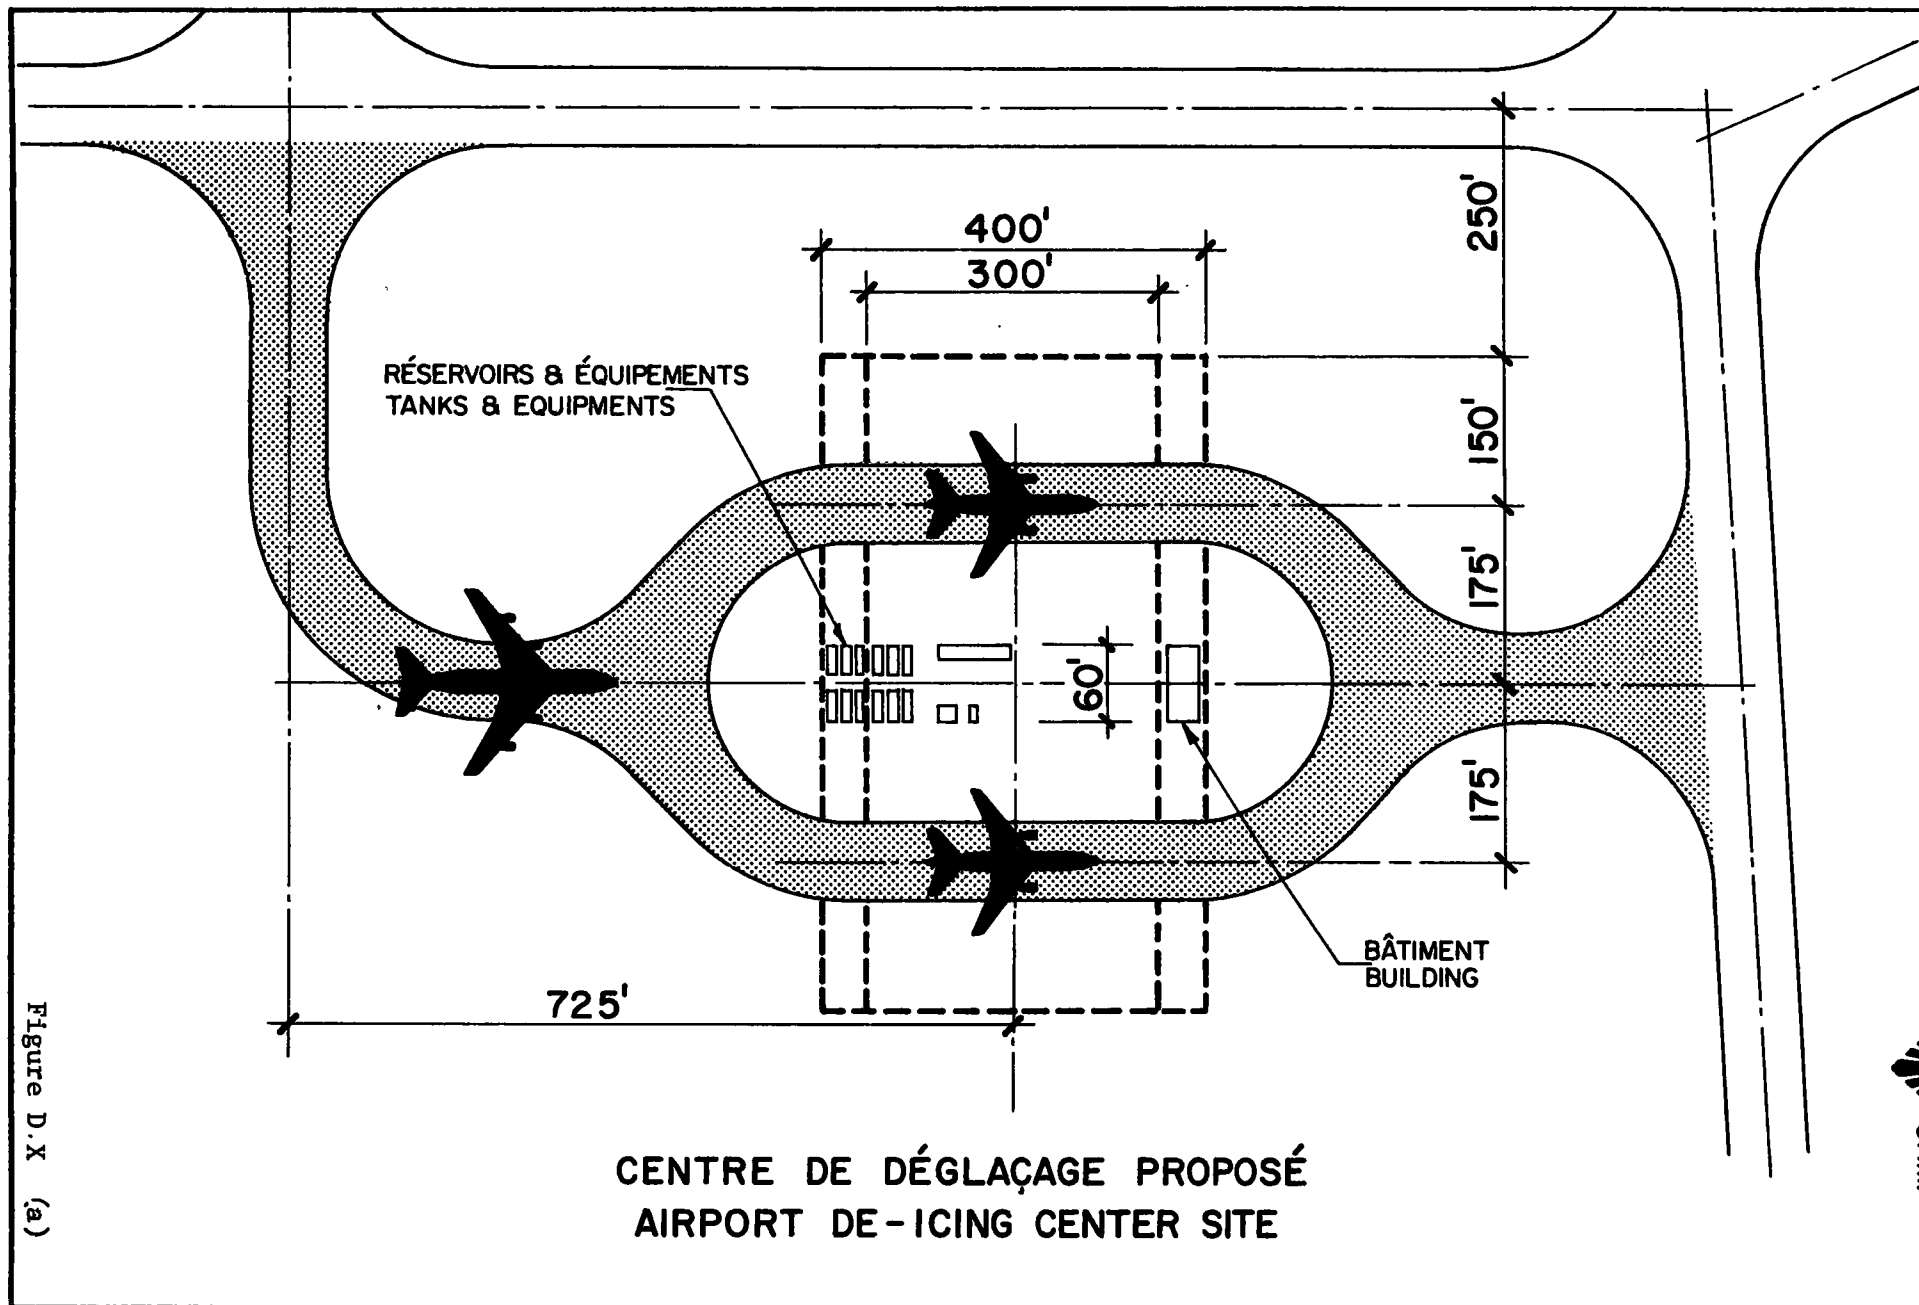 400'
300'
250'
RÉSERVOIRS & ÉQUIPEMENTS
TANKS & EQUIPMENTS
150'
175'
60'
175'
BÂTIMENT
BUILDING
725'
CENTRE DE DÉGLAÇAGE PROPOSÉ
AIRPORT DE-ICING CENTER SITE
Figure D.X (a)